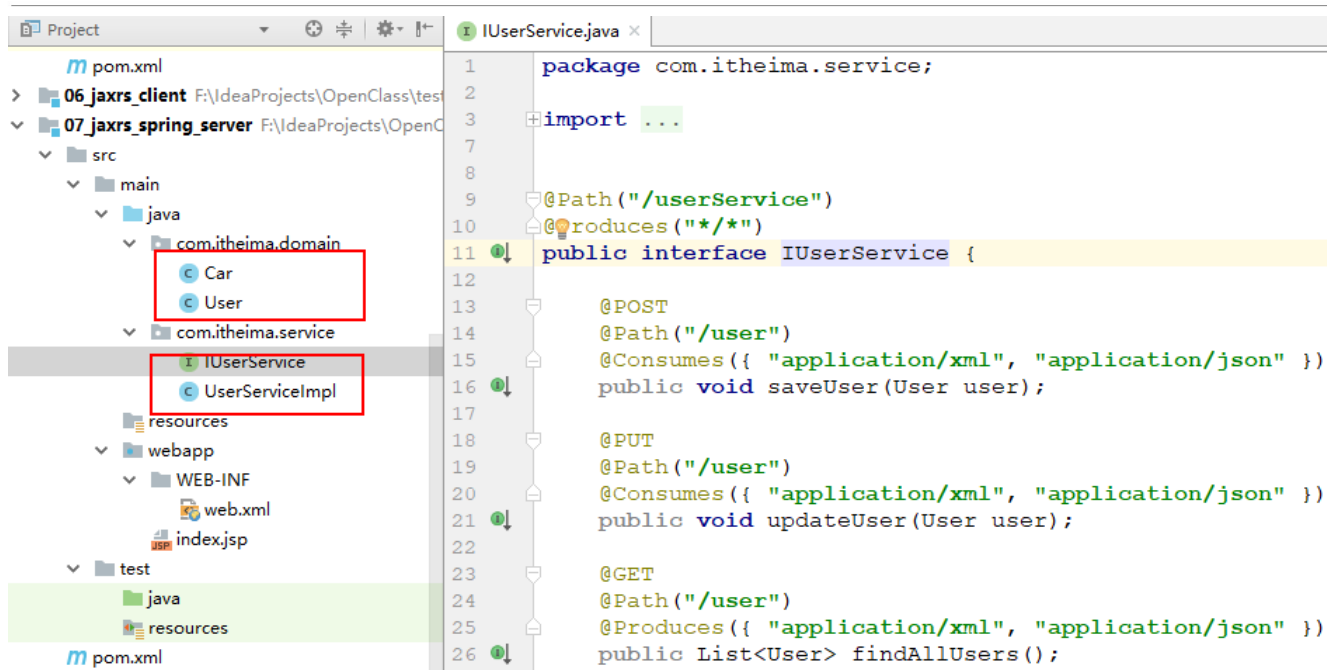 Project
pom.xml
06_jaxrs_client F:\IdeaProjects\OpenClass\test
07_jaxrs_spring_server F:\IdeaProjects\OpenC
src
main
java
com.itheima.domain
Car
User
com.itheima.service
IUserService
UserServiceImpl
resources
webapp
WEB-INF
web.xml
index.jsp
test
java
resources
pom.xml
IUserService.java
1 package com.itheima.service;
2
3 import ...
7
8
9 @Path("/userService")
10 @roduces("*/*")
11 public interface IUserService {
12
13 @POST
14 @Path("/user")
15 @Consumes({ "application/xml", "application/json" })
16 public void saveUser(User user);
17
18 @PUT
19 @Path("/user")
20 @Consumes({ "application/xml", "application/json" })
21 public void updateUser(User user);
22
23 @GET
24 @Path("/user")
25 @Produces({ "application/xml", "application/json" })
26 public List<User> findAllUsers();